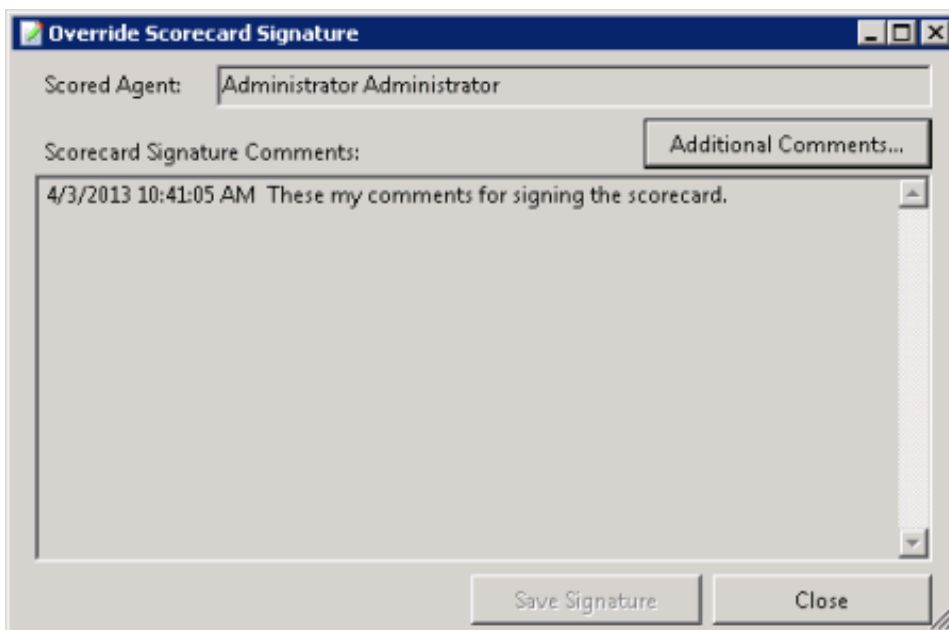 Override Scorecard Signature
Scored Agent: Administrator Administrator
Scorecard Signature Comments: Additional Comments...
4/3/2013 10:41:05 AM These my comments for signing the scorecard.
Save Signature Close